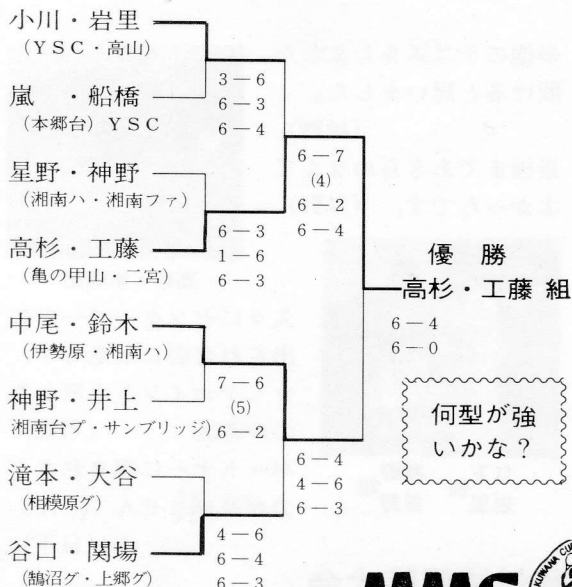 小川・岩里
(YSC・高山)
3－6
6－3
6－4
嵐　・船橋
(本郷台) YSC
6－7
(4)
6－2
6－4
星野・神野
(湘南ハ・湘南ファ)
高杉・工藤
(亀の甲山・二宮)
6－3
1－6
6－3
優　勝
高杉・工藤 組
6－4
6－0
中尾・鈴木
(伊勢原・湘南ハ)
7－6
(5)
6－2
神野・井上
湘南台プ・サンブリッジ)
何型が強
いかな？
6－4
4－6
6－3
滝本・大谷
(相模原グ)
谷口・関場
(鵠沼グ・上郷グ)
4－6
6－4
6－3